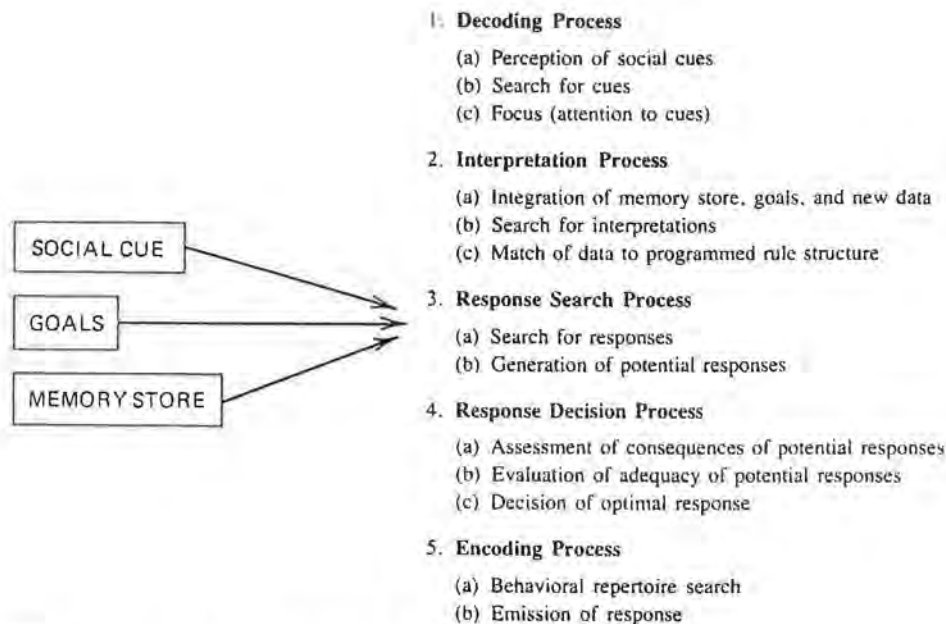 1. Decoding Process
(a) Perception of social cues
(b) Search for cues
(c) Focus (attention to cues)
2. Interpretation Process
(a) Integration of memory store, goals, and new data
(b) Search for interpretations
(c) Match of data to programmed rule structure
SOCIAL CUE
GOALS
MEMORY STORE
3. Response Search Process
(a) Search for responses
(b) Generation of potential responses
4. Response Decision Process
(a) Assessment of consequences of potential responses
(b) Evaluation of adequacy of potential responses
(c) Decision of optimal response
5. Encoding Process
(a) Behavioral repertoire search
(b) Emission of response